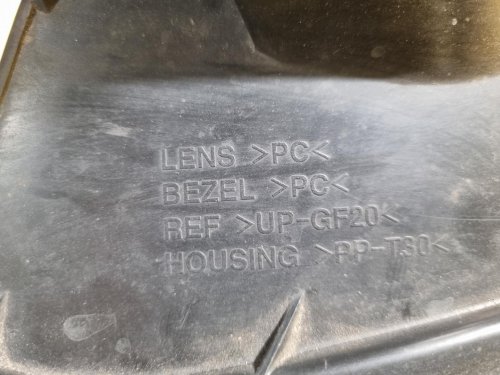 LENS >PC<
BEZEL >PC<
REF >UP-GF20<
HOUSING >PP-T30<